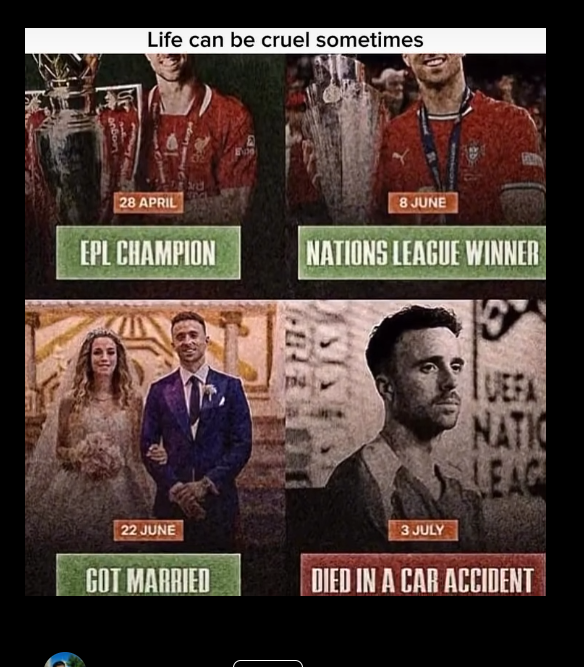 Life can be cruel sometimes
28 APRIL
8 JUNE
EPL CHAMPION
NATIONS LEAGUE WINNER
22 JUNE
3 JULY
UEFA
NATIO
LEAG
GOT MARRIED
DIED IN A CAR ACCIDENT